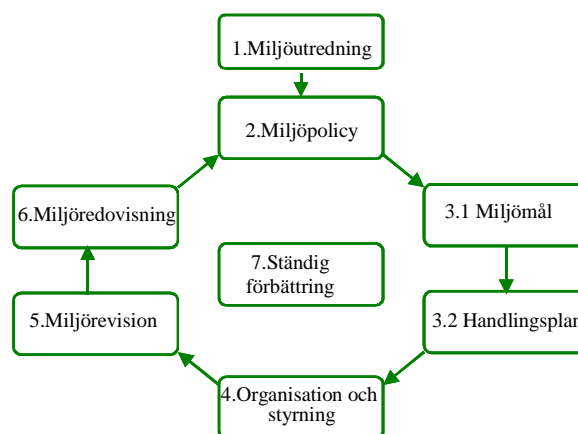 1.Miljöutredning
2.Miljöpolicy
6.Miljöredovisning
3.1 Miljömål
7.Ständig
förbättring
5.Miljörevision
3.2 Handlingsplan
4.Organisation och
styrning